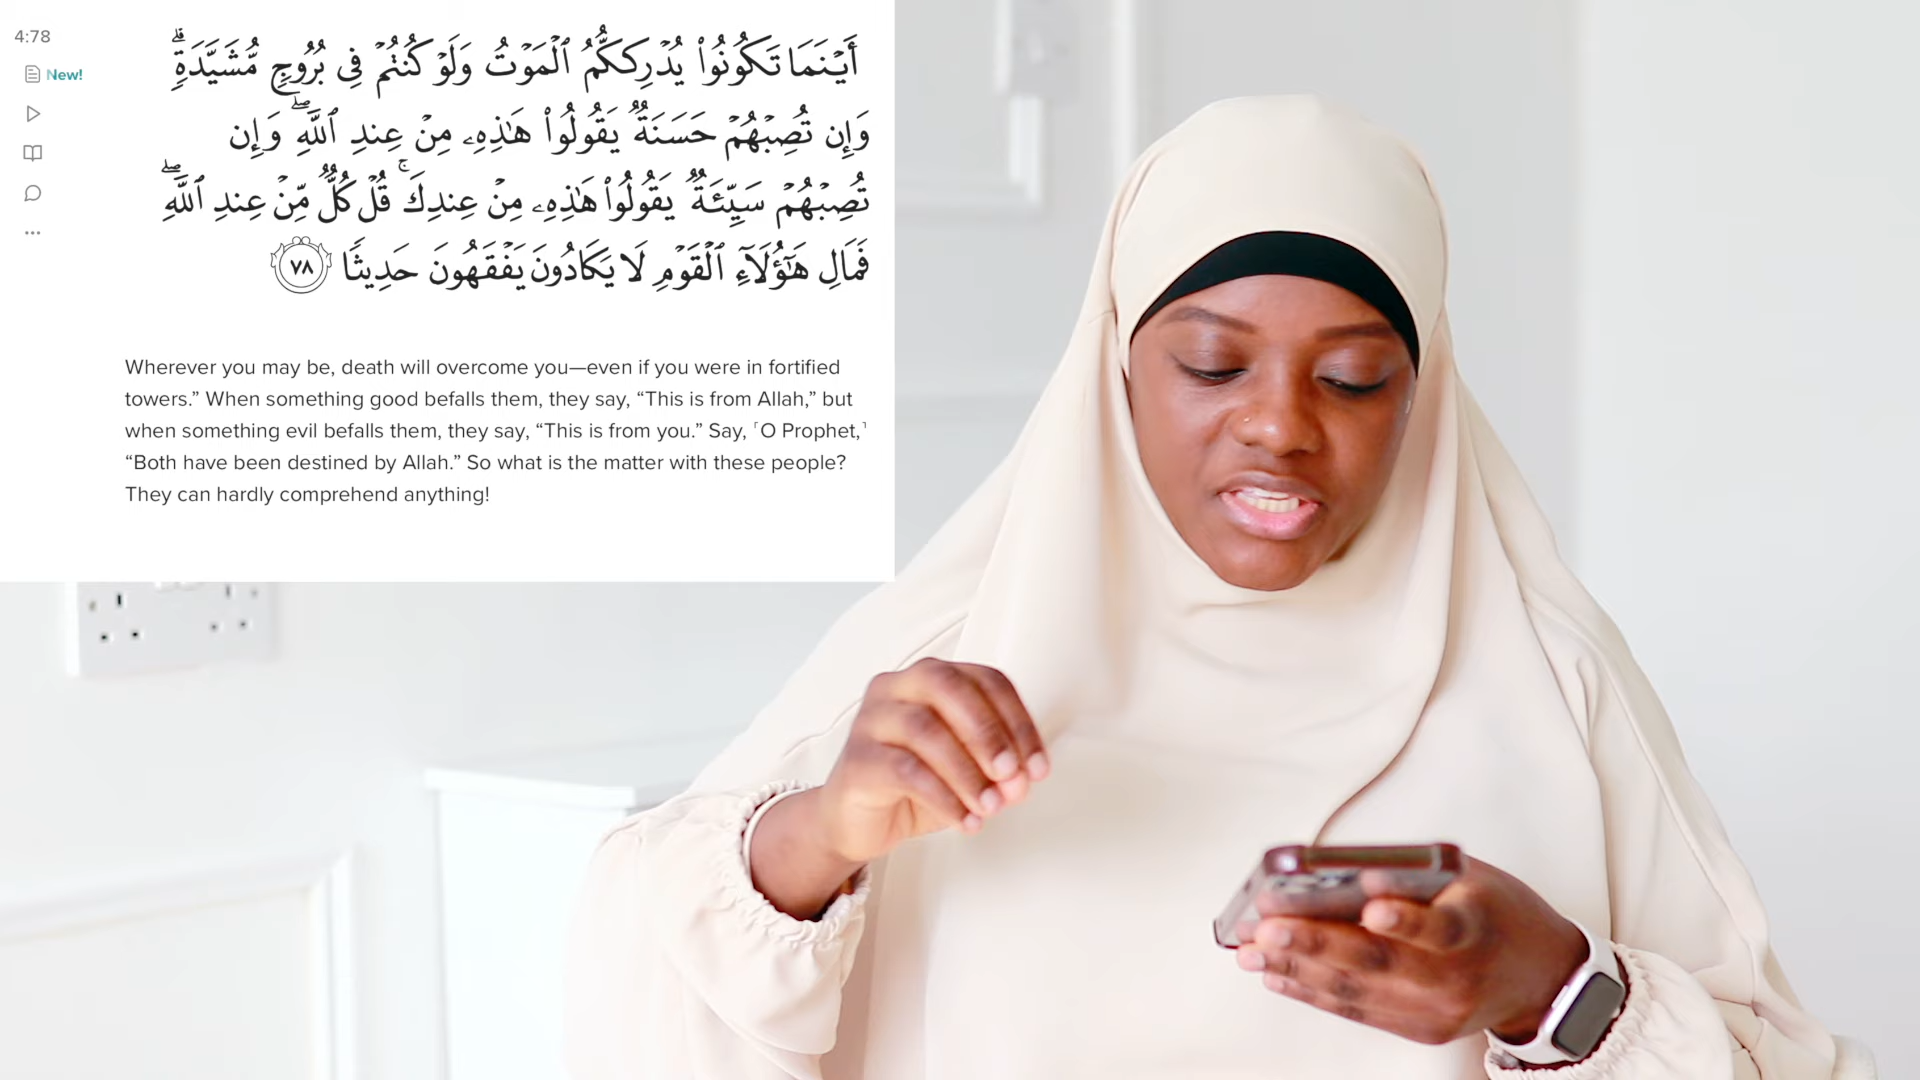 4:78
New!
أَيْنَمَا تَكُونُوا۟ يُدْرِككُّمُ ٱلْمَوْتُ وَلَوْ كُنتُمْ فِى بُرُوجٍ مُّشَيَّدَةٍ ۗ
وَإِن تُصِبْهُمْ حَسَنَةٌ يَقُولُوا۟ هَـٰذِهِۦ مِنْ عِندِ ٱللَّهِ ۖ وَإِن
تُصِبْهُمْ سَيِّئَةٌ يَقُولُوا۟ هَـٰذِهِۦ مِنْ عِندِكَ ۚ قُلْ كُلٌّ مِّنْ عِندِ ٱللَّهِ ۖ
فَمَالِ هَـٰٓؤُلَآءِ ٱلْقَوْمِ لَا يَكَادُونَ يَفْقَهُونَ حَدِيثًا ٧٨
Wherever you may be, death will overcome you—even if you were in fortified
towers.” When something good befalls them, they say, “This is from Allah,” but
when something evil befalls them, they say, “This is from you.” Say, ˹O Prophet,˺
“Both have been destined by Allah.” So what is the matter with these people?
They can hardly comprehend anything!